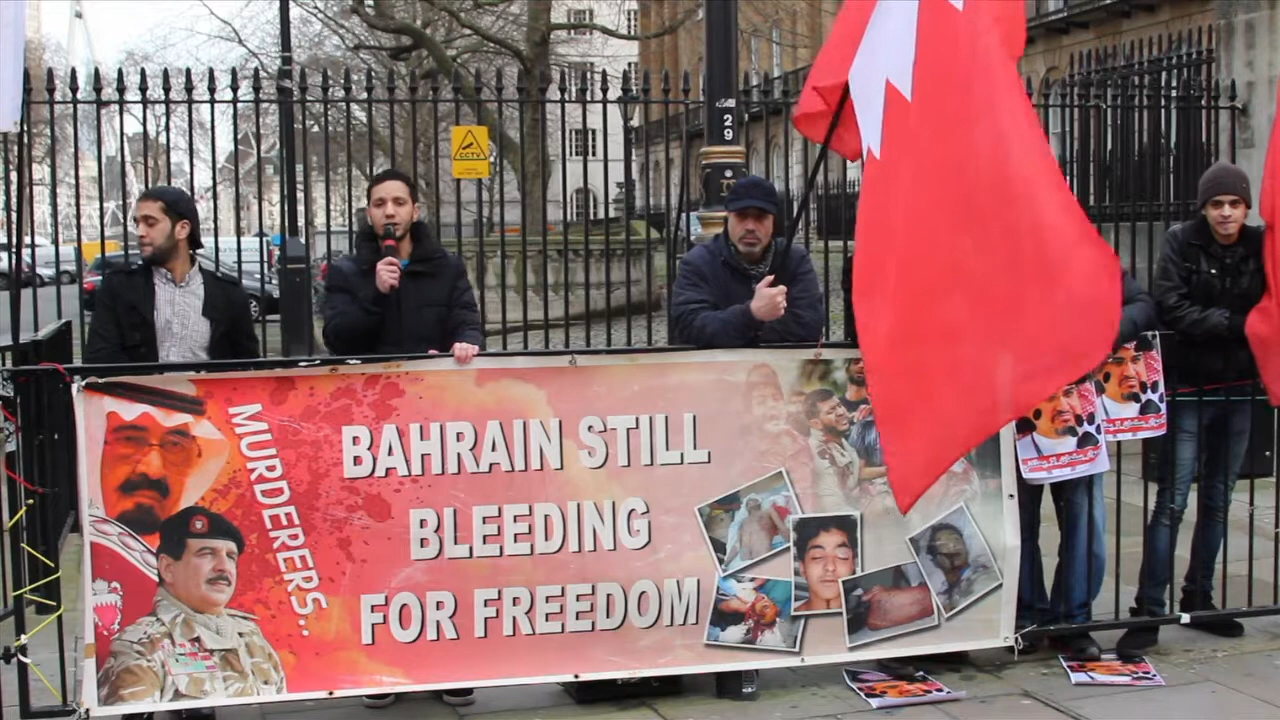 CCTV
29
MURDERERS..
BAHRAIN STILL
BLEEDING
FOR FREEDOM